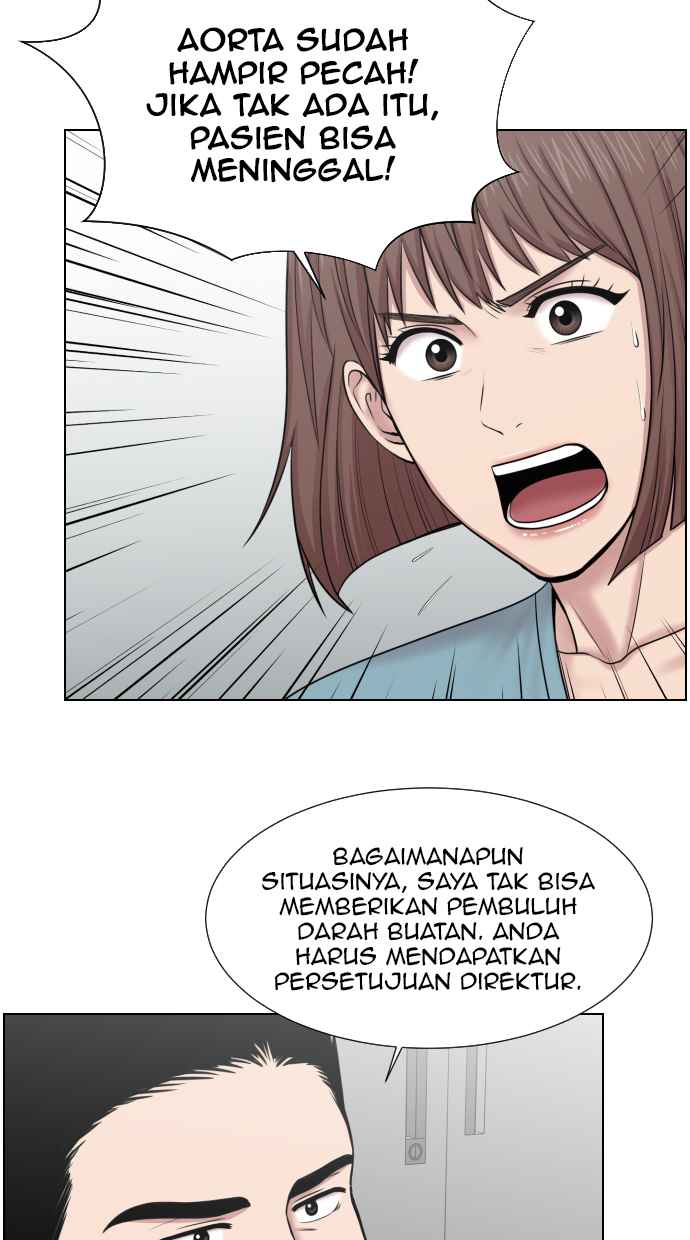 AORTA SUDAH
HAMPIR PECAH!
JIKA TAK ADA ITU,
PASIEN BISA
MENINGGAL!
BAGAIMANAPUN
SITUASINYA, SAYA TAK BISA
MEMBERIKAN PEMBULUH
DARAH BUATAN. ANDA
HARUS MENDAPATKAN
PERSETUJUAN DIREKTUR.